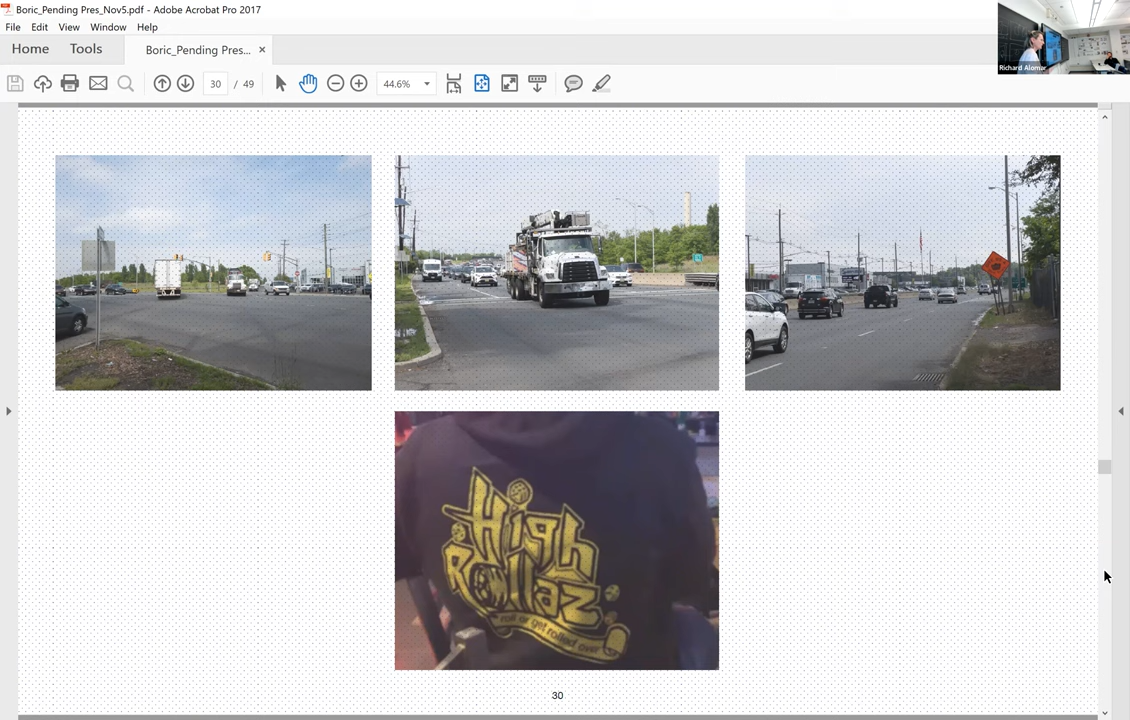 Boric_Pending Pres_Nov5.pdf - Adobe Acrobat Pro 2017
File Edit View Window Help
Home Tools Boric_Pending Pres... ×
30 / 49 44.6%
Richard Alomar
High
Rollaz
roll or get rolled over
30